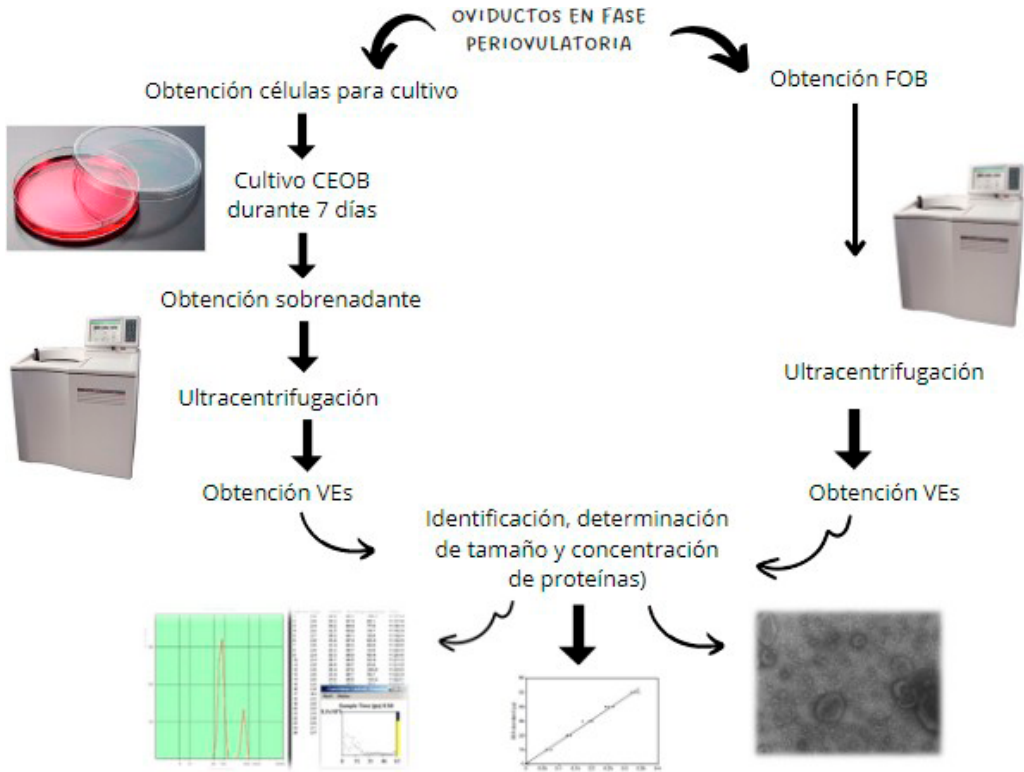 OVIDUCTOS EN FASE
PERIOVULATORIA
Obtención células para cultivo
Cultivo CEOB
durante 7 días
Obtención sobrenadante
Ultracentrifugación
Obtención VEs
Obtención FOB
Ultracentrifugación
Obtención VEs
Identificación, determinación
de tamaño y concentración
de proteínas)